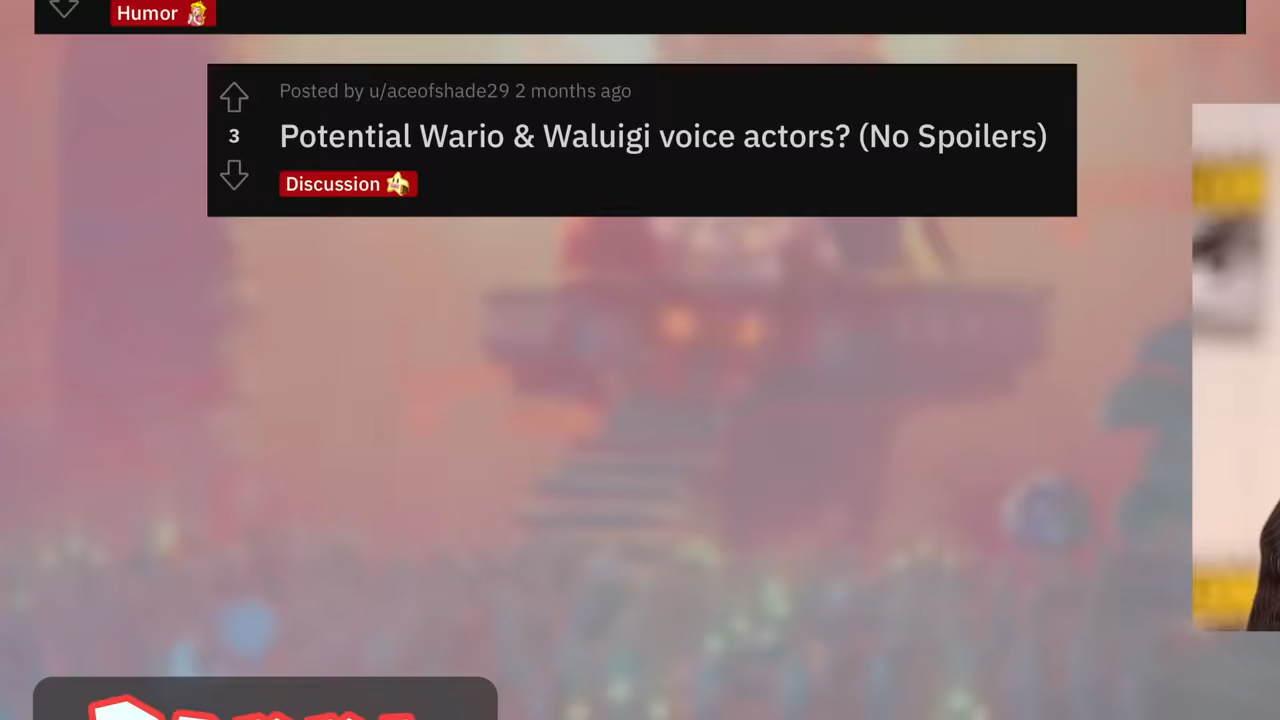 Humor
Posted by u/aceofshade29 2 months ago
3
Potential Wario & Waluigi voice actors? (No Spoilers)
Discussion